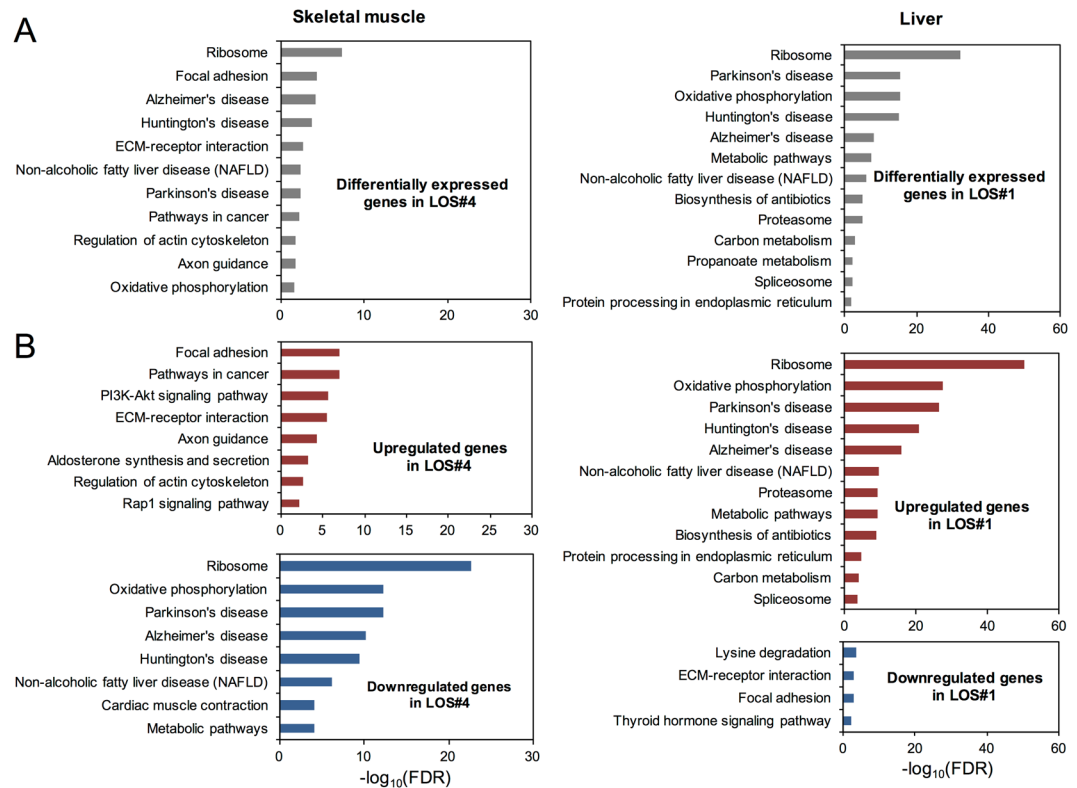 A
Skeletal muscle
Ribosome
Focal adhesion
Alzheimer's disease
Huntington's disease
ECM-receptor interaction
Non-alcoholic fatty liver disease (NAFLD)
Parkinson's disease
Pathways in cancer
Regulation of actin cytoskeleton
Axon guidance
Oxidative phosphorylation
Differentially expressed
genes in LOS#4
0 10 20 30
Liver
Ribosome
Parkinson's disease
Oxidative phosphorylation
Huntington's disease
Alzheimer's disease
Metabolic pathways
Non-alcoholic fatty liver disease (NAFLD)
Biosynthesis of antibiotics
Proteasome
Carbon metabolism
Propanoate metabolism
Spliceosome
Protein processing in endoplasmic reticulum
Differentially expressed
genes in LOS#1
0 20 40 60
B
Focal adhesion
Pathways in cancer
PI3K-Akt signaling pathway
ECM-receptor interaction
Axon guidance
Aldosterone synthesis and secretion
Regulation of actin cytoskeleton
Rap1 signaling pathway
Upregulated genes
in LOS#4
0 5 10 15 20 25 30
Ribosome
Oxidative phosphorylation
Parkinson's disease
Alzheimer's disease
Huntington's disease
Non-alcoholic fatty liver disease (NAFLD)
Cardiac muscle contraction
Metabolic pathways
Downregulated genes
in LOS#4
0 10 20 30
-log10(FDR)
Ribosome
Oxidative phosphorylation
Parkinson's disease
Huntington's disease
Alzheimer's disease
Non-alcoholic fatty liver disease (NAFLD)
Proteasome
Metabolic pathways
Biosynthesis of antibiotics
Protein processing in endoplasmic reticulum
Carbon metabolism
Spliceosome
Upregulated genes
in LOS#1
0 20 40 60
Lysine degradation
ECM-receptor interaction
Focal adhesion
Thyroid hormone signaling pathway
Downregulated genes
in LOS#1
0 20 40 60
-log10(FDR)